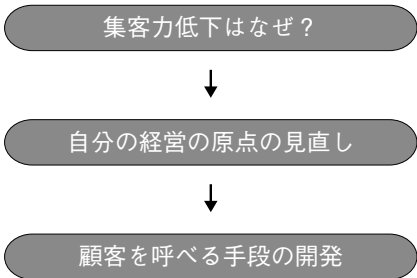 集客力低下はなぜ？
自分の経営の原点の見直し
顧客を呼べる手段の開発